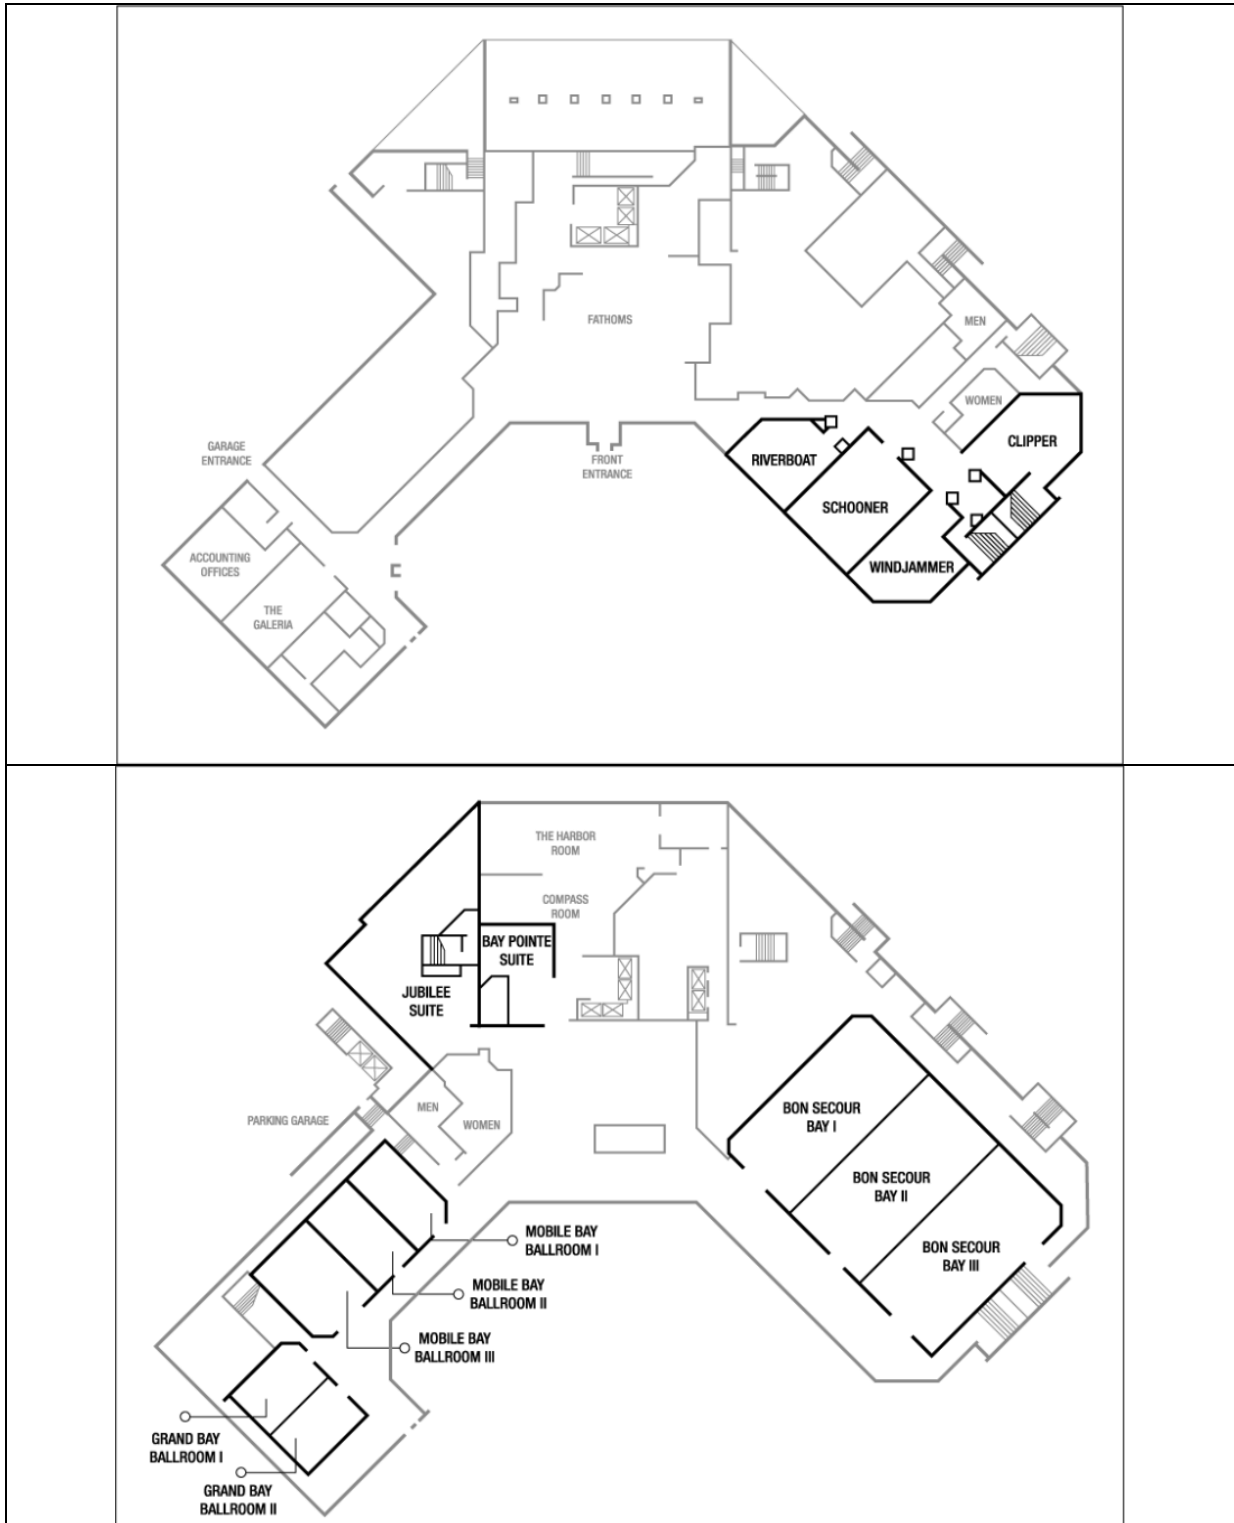 FATHOMS
MEN
WOMEN
CLIPPER
GARAGE
ENTRANCE
FRONT
ENTRANCE
RIVERBOAT
SCHOONER
WINDJAMMER
ACCOUNTING
OFFICES
THE
GALERIA
THE HARBOR
ROOM
COMPASS
ROOM
BAY POINTE
SUITE
JUBILEE
SUITE
PARKING GARAGE
MEN
WOMEN
BON SECOUR
BAY I
BON SECOUR
BAY II
BON SECOUR
BAY III
MOBILE BAY
BALLROOM I
MOBILE BAY
BALLROOM II
MOBILE BAY
BALLROOM III
GRAND BAY
BALLROOM I
GRAND BAY
BALLROOM II